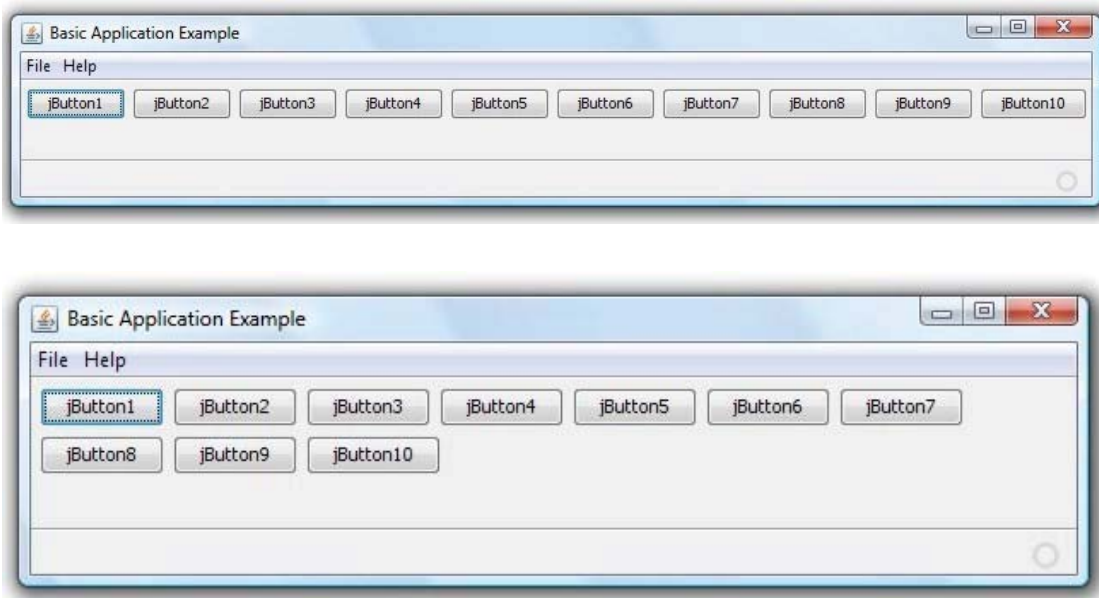 Basic Application Example
File Help
jButton1 jButton2 jButton3 jButton4 jButton5 jButton6 jButton7 jButton8 jButton9 jButton10
Basic Application Example
File Help
jButton1 jButton2 jButton3 jButton4 jButton5 jButton6 jButton7
jButton8 jButton9 jButton10